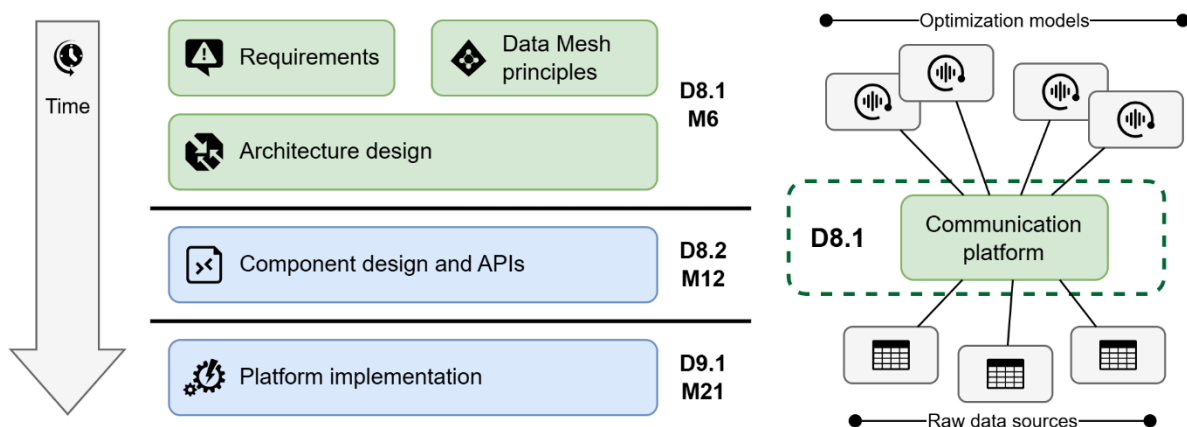 Time
Requirements
Data Mesh
principles
D8.1
M6
Architecture design
Component design and APIs
D8.2
M12
Platform implementation
D9.1
M21
Optimization models
D8.1
Communication
platform
Raw data sources